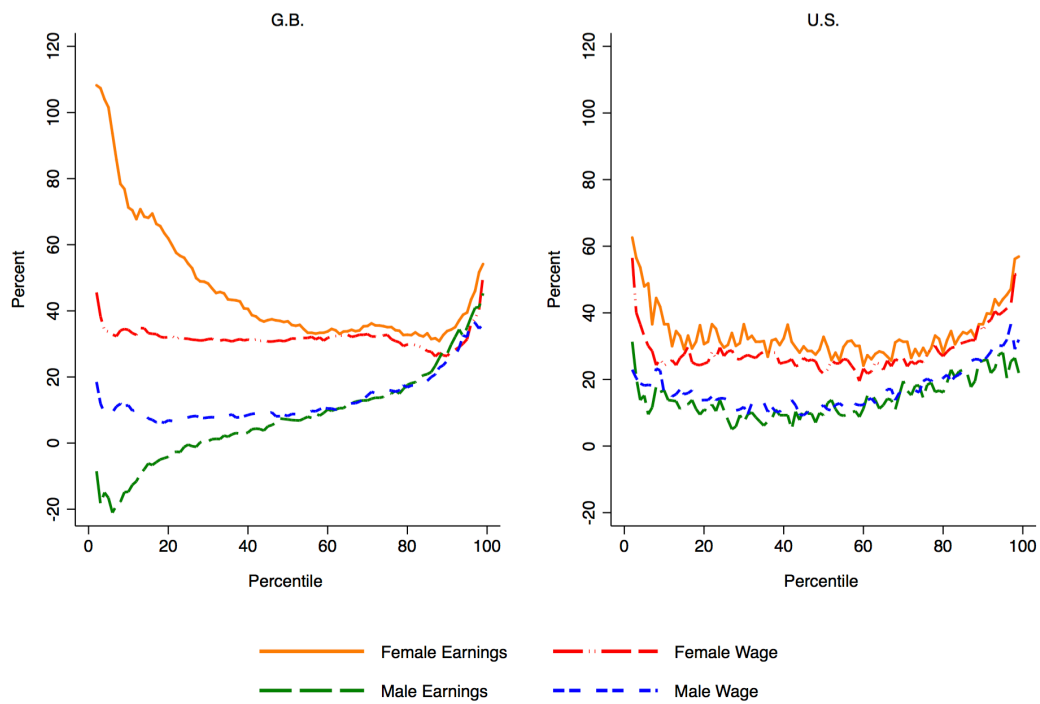 G.B.
U.S.
120
100
80
60
40
20
0
-20
Percent
0 20 40 60 80 100
Percentile
120
100
80
60
40
20
0
-20
Percent
0 20 40 60 80 100
Percentile
Female Earnings
Female Wage
Male Earnings
Male Wage